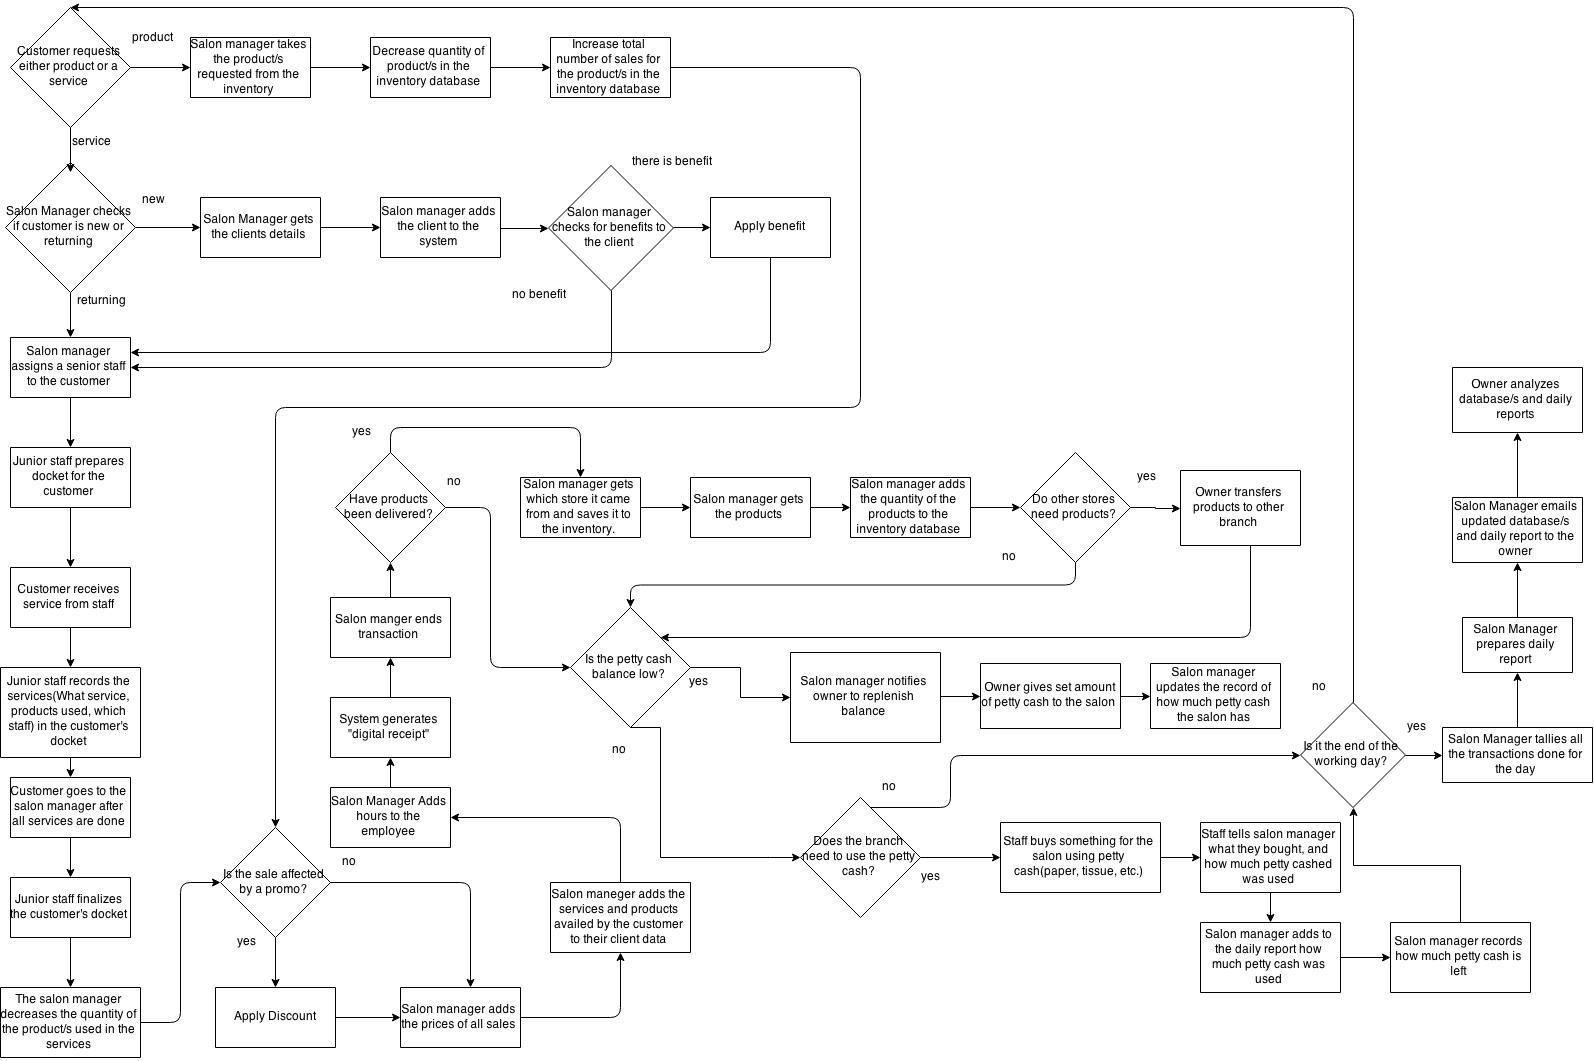 Customer requests
either product or a
service
product
Salon manager takes
the product/s
requested from the
inventory
Decrease quantity of
product/s in the
inventory database
Increase total
number of sales for
the product/s in the
inventory database
service
Salon Manager checks
if customer is new or
returning
new
Salon Manager gets
the clients details
Salon manager adds
the client to the
system
Salon manager
checks for benefits to
the client
there is benefit
Apply benefit
no benefit
returning
Salon manager
assigns a senior staff
to the customer
Junior staff prepares
docket for the
customer
Customer receives
service from staff
Junior staff records the
services(What service,
products used, which
staff) in the customer's
docket
Customer goes to the
salon manager after
all services are done
Junior staff finalizes
the customer's docket
The salon manager
decreases the quantity of
the product/s used in the
services
Is the sale affected
by a promo?
no
yes
Apply Discount
Salon manager adds
the prices of all sales
Salon maneger adds the
services and products
availed by the customer
to their client data
Salon Manager Adds
hours to the
employee
System generates
"digital receipt"
Salon manger ends
transaction
Have products
been delivered?
yes
no
Salon manager gets
which store it came
from and saves it to
the inventory.
Salon manager gets
the products
Salon manager adds
the quantity of the
products to the
inventory database
Do other stores
need products?
yes
no
Owner transfers
products to other
branch
Is the petty cash
balance low?
yes
no
Salon manager notifies
owner to replenish
balance
Owner gives set amount
of petty cash to the salon
Salon manager
updates the record of
how much petty cash
the salon has
Does the branch
need to use the petty
cash?
no
yes
Staff buys something for the
salon using petty
cash(paper, tissue, etc.)
Staff tells salon manager
what they bought, and
how much petty cashed
was used
Salon manager adds to
the daily report how
much petty cash was
used
Salon manager records
how much petty cash is
left
Is it the end of the
working day?
no
yes
Salon Manager tallies all
the transactions done for
the day
Salon Manager
prepares daily
report
Salon Manager emails
updated database/s
and daily report to the
owner
Owner analyzes
database/s and daily
reports